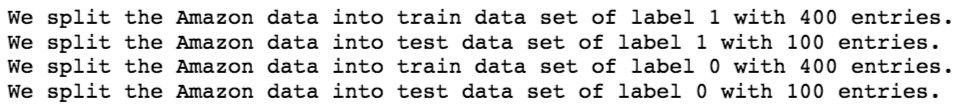 We split the Amazon data into train data set of label 1 with 400 entries.
We split the Amazon data into test data set of label 1 with 100 entries.
We split the Amazon data into train data set of label 0 with 400 entries.
We split the Amazon data into test data set of label 0 with 100 entries.